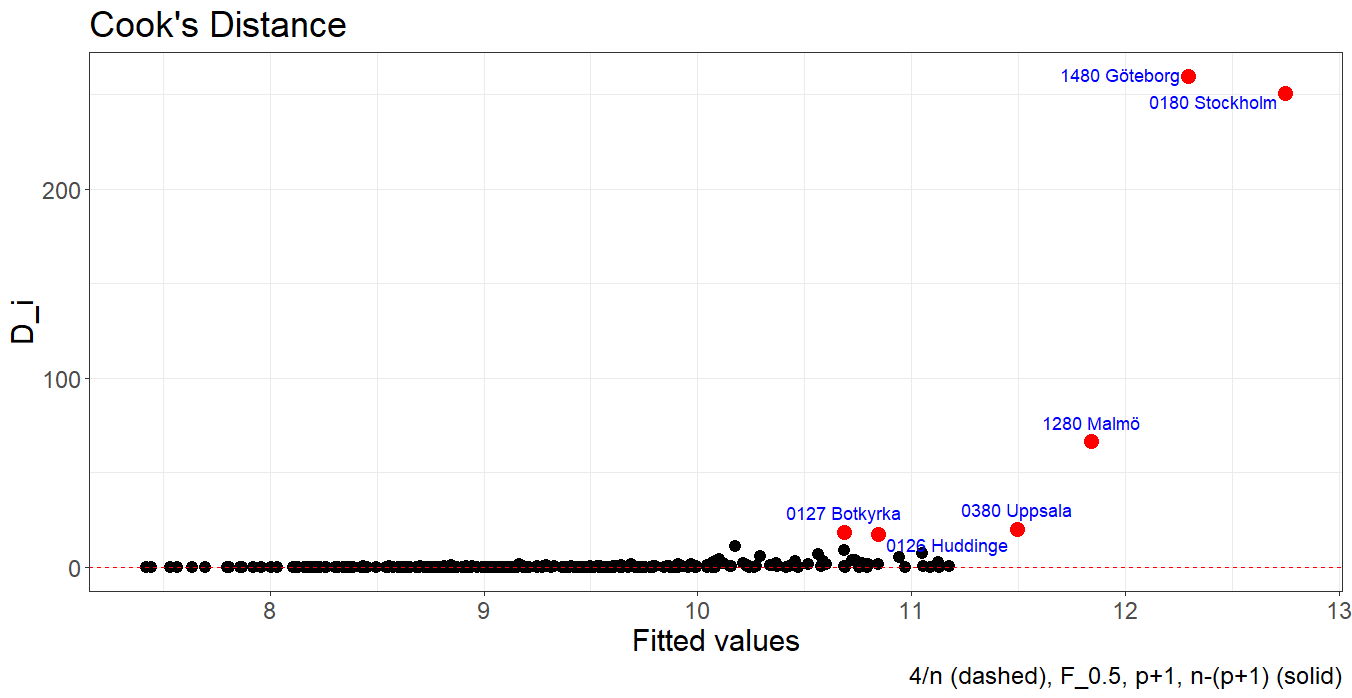 Cook's Distance
1480 Göteborg
0180 Stockholm
200
D_i
100
1280 Malmö
0127 Botkyrka
0380 Uppsala
0126 Huddinge
0
8 9 10 11 12 13
Fitted values
4/n (dashed), F_0.5, p+1, n-(p+1) (solid)